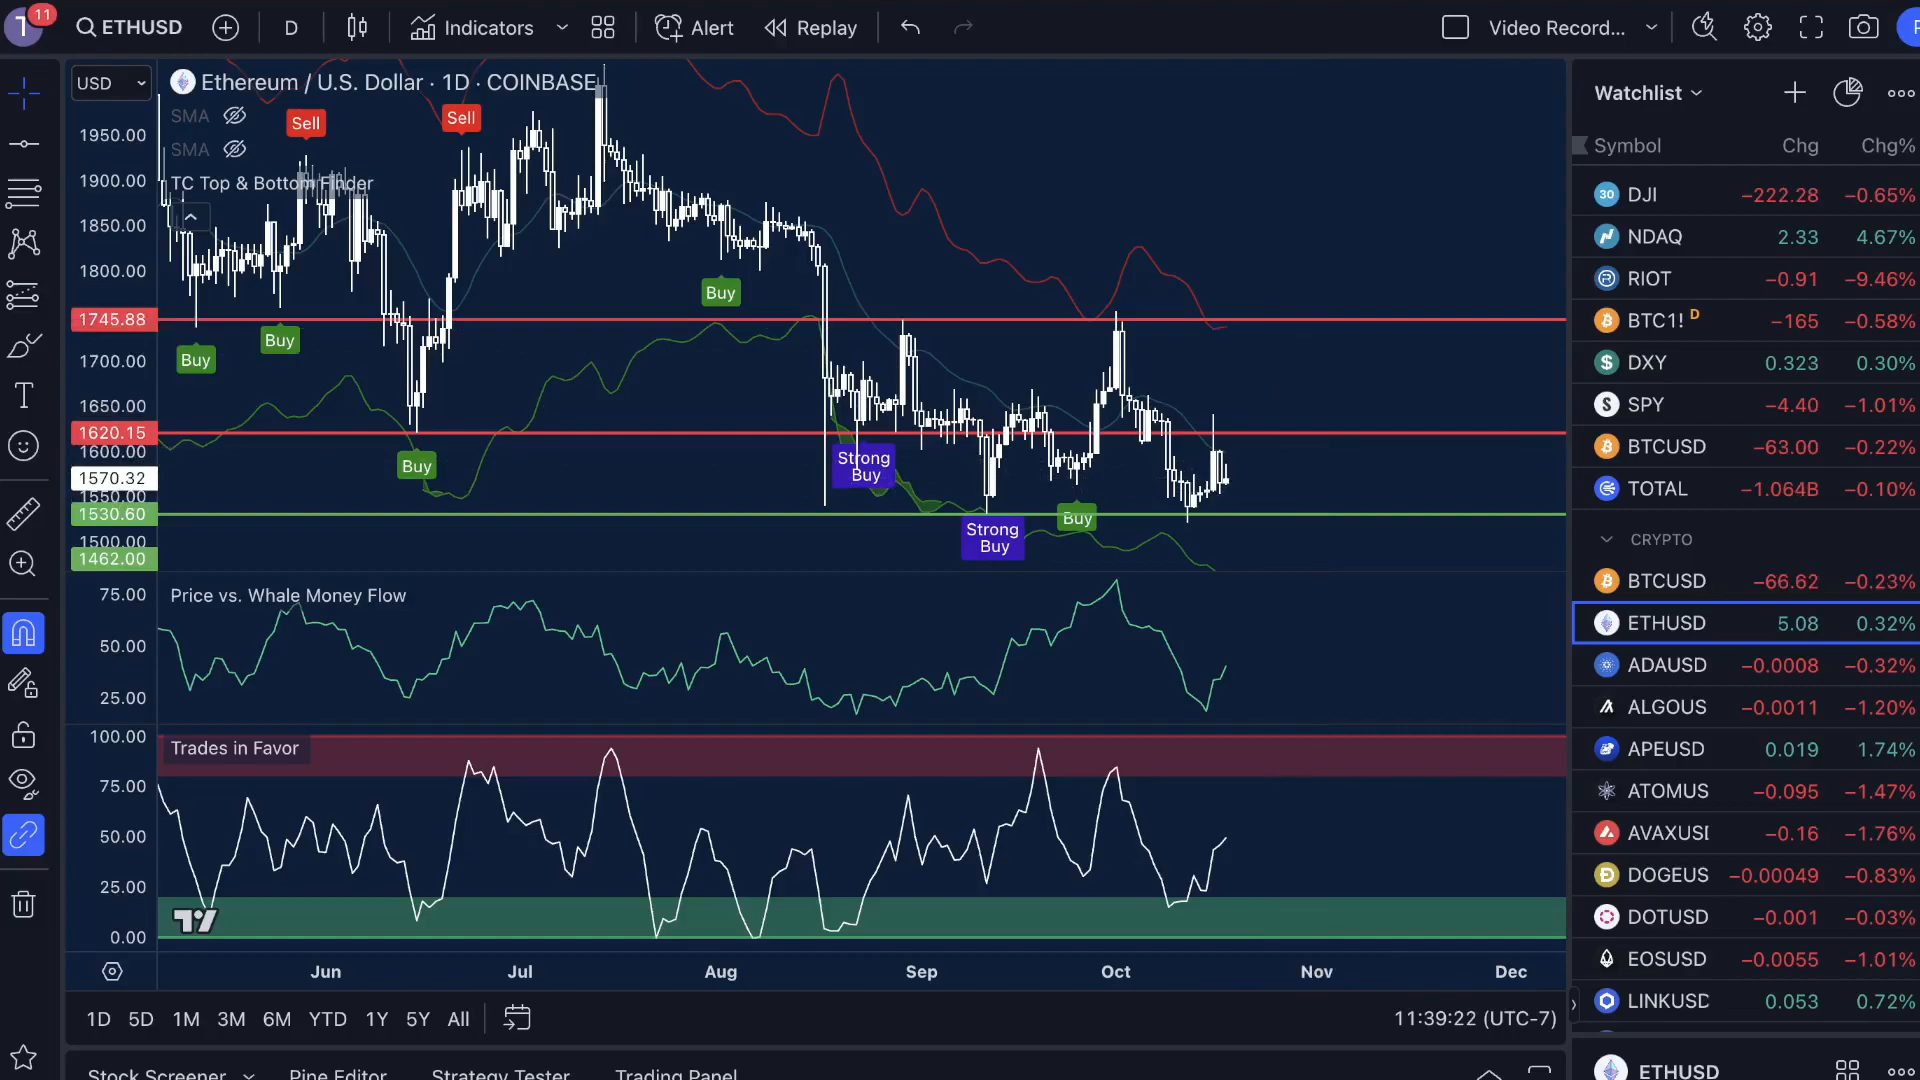 T
11
ETHUSD
D
Indicators
Alert
Replay
Video Record...
USD
Ethereum / U.S. Dollar · 1D · COINBASE
SMA
SMA
TC Top & Bottom Finder
Sell
Sell
Buy
Buy
Buy
Buy
Strong
Buy
Strong
Buy
Buy
1950.00
1900.00
1850.00
1800.00
1745.88
1700.00
1650.00
1620.15
1600.00
1570.32
1550.00
1530.60
1500.00
1462.00
75.00
Price vs. Whale Money Flow
50.00
25.00
100.00
Trades in Favor
75.00
50.00
25.00
0.00
Jun Jul Aug Sep Oct Nov Dec
1D 5D 1M 3M 6M YTD 1Y 5Y All
11:39:22 (UTC-7)
Stock Screener
Pine Editor
Strategy Tester
Trading Panel
Watchlist
Symbol Chg Chg%
30 DJI −222.28 −0.65%
NDAQ 2.33 4.67%
RIOT −0.91 −9.46%
BTC1! D −165 −0.58%
DXY 0.323 0.30%
SPY −4.40 −1.01%
BTCUSD −63.00 −0.22%
TOTAL −1.064B −0.10%
CRYPTO
BTCUSD −66.62 −0.23%
ETHUSD 5.08 0.32%
ADAUSD −0.0008 −0.32%
ALGOUS −0.0011 −1.20%
APEUSD 0.019 1.74%
ATOMUS −0.095 −1.47%
AVAXUSI −0.16 −1.76%
DOGEUS −0.00049 −0.83%
DOTUSD −0.001 −0.03%
EOSUSD −0.0055 −1.01%
LINKUSD 0.053 0.72%
ETHUSD